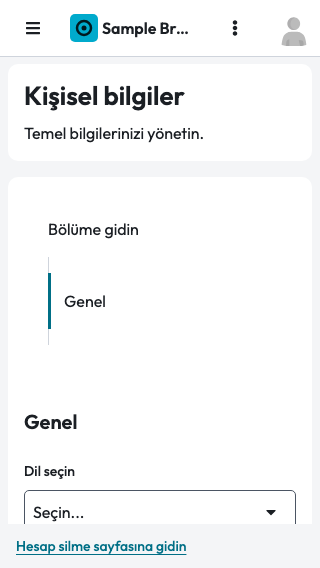 Sample Br...
Kişisel bilgiler
Temel bilgilerinizi yönetin.
Bölüme gidin
Genel
Genel
Dil seçin
Seçin...
Hesap silme sayfasına gidin